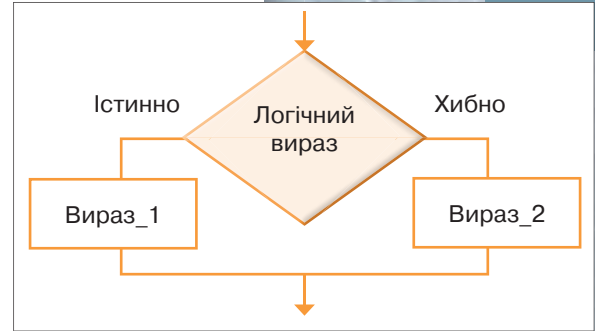 Істинно
Логічний
вираз
Хибно
Вираз_1
Вираз_2